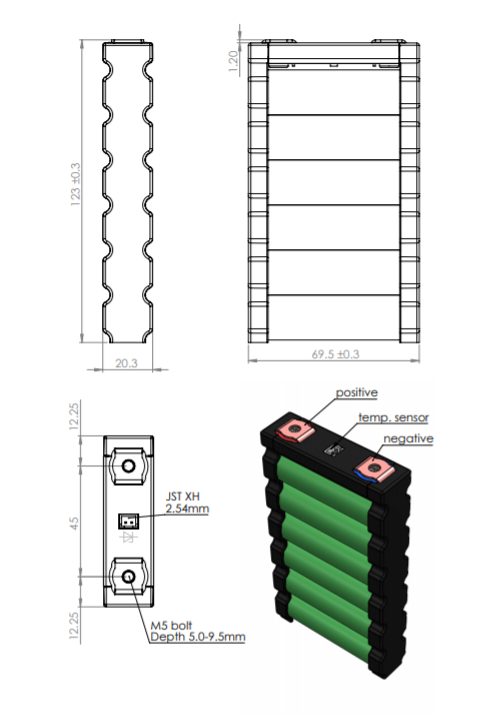 1.20
123 ±0.3
20.3
69.5 ±0.3
positive
temp. sensor
negative
12.25
45
12.25
JST XH
2.54mm
M5 bolt
Depth 5.0-9.5mm